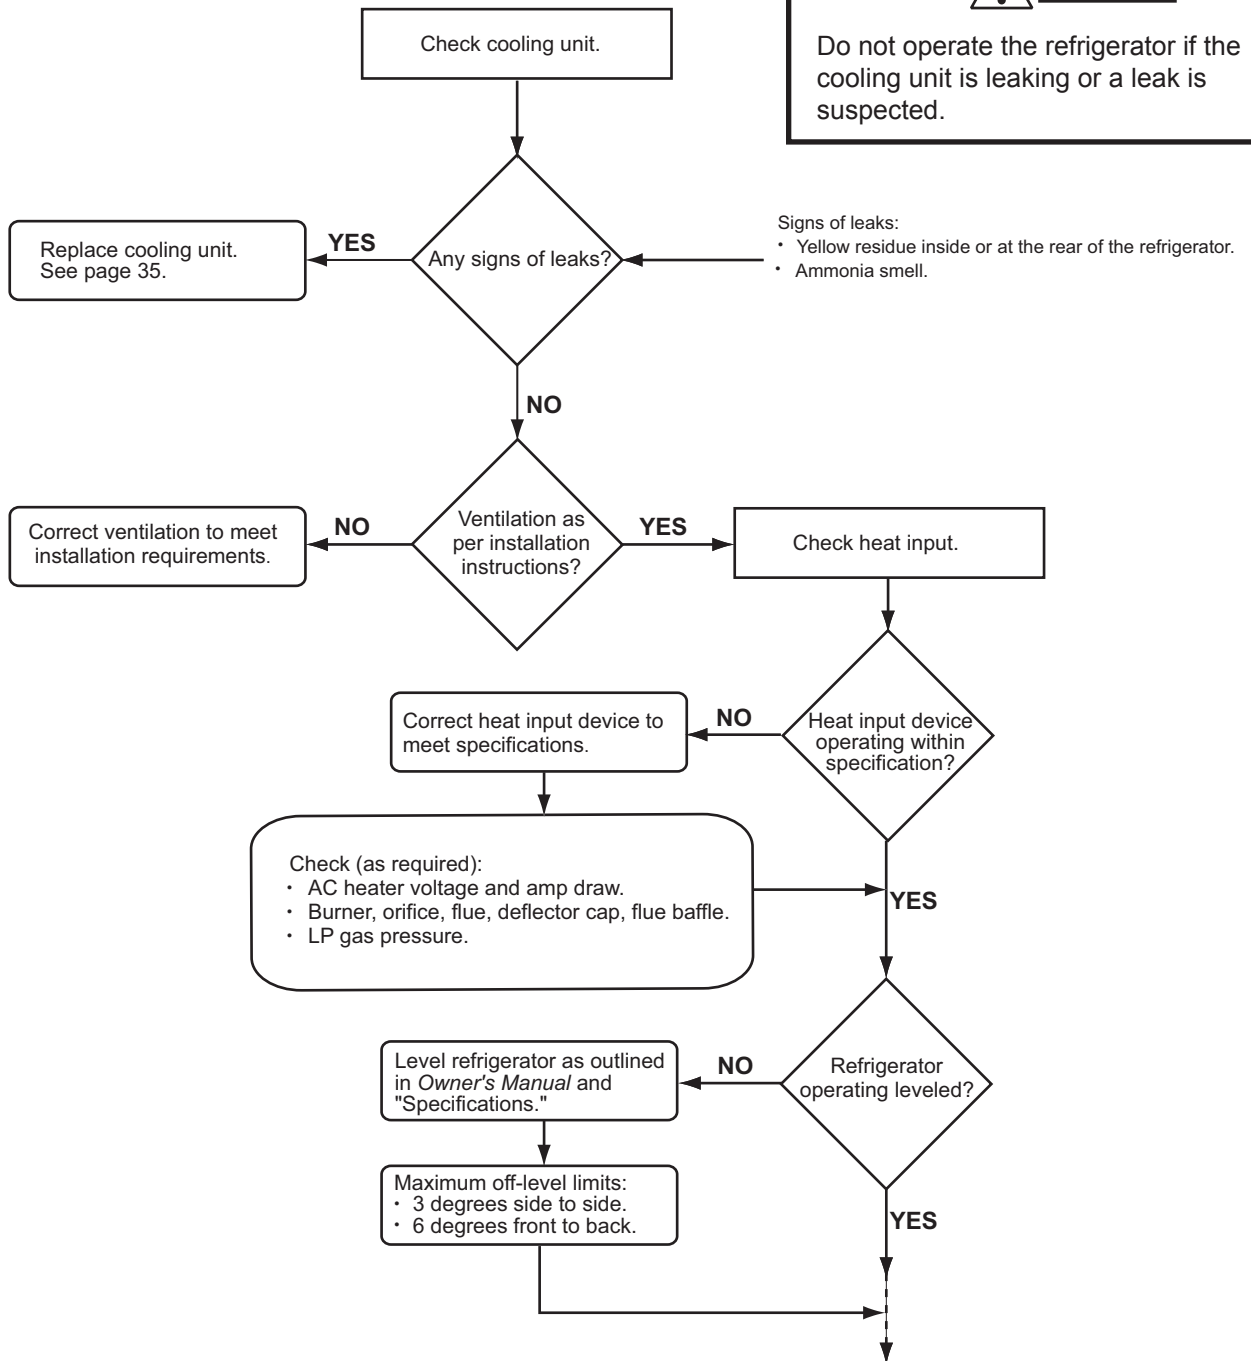 Check cooling unit.
Do not operate the refrigerator if the
cooling unit is leaking or a leak is
suspected.
Signs of leaks:
· Yellow residue inside or at the rear of the refrigerator.
· Ammonia smell.
Any signs of leaks?
YES
Replace cooling unit.
See page 35.
NO
Ventilation as
per installation
instructions?
NO
Correct ventilation to meet
installation requirements.
YES
Check heat input.
Heat input device
operating within
specification?
NO
Correct heat input device to
meet specifications.
Check (as required):
· AC heater voltage and amp draw.
· Burner, orifice, flue, deflector cap, flue baffle.
· LP gas pressure.
YES
Refrigerator
operating leveled?
NO
Level refrigerator as outlined
in Owner's Manual and
"Specifications."
Maximum off-level limits:
· 3 degrees side to side.
· 6 degrees front to back.
YES